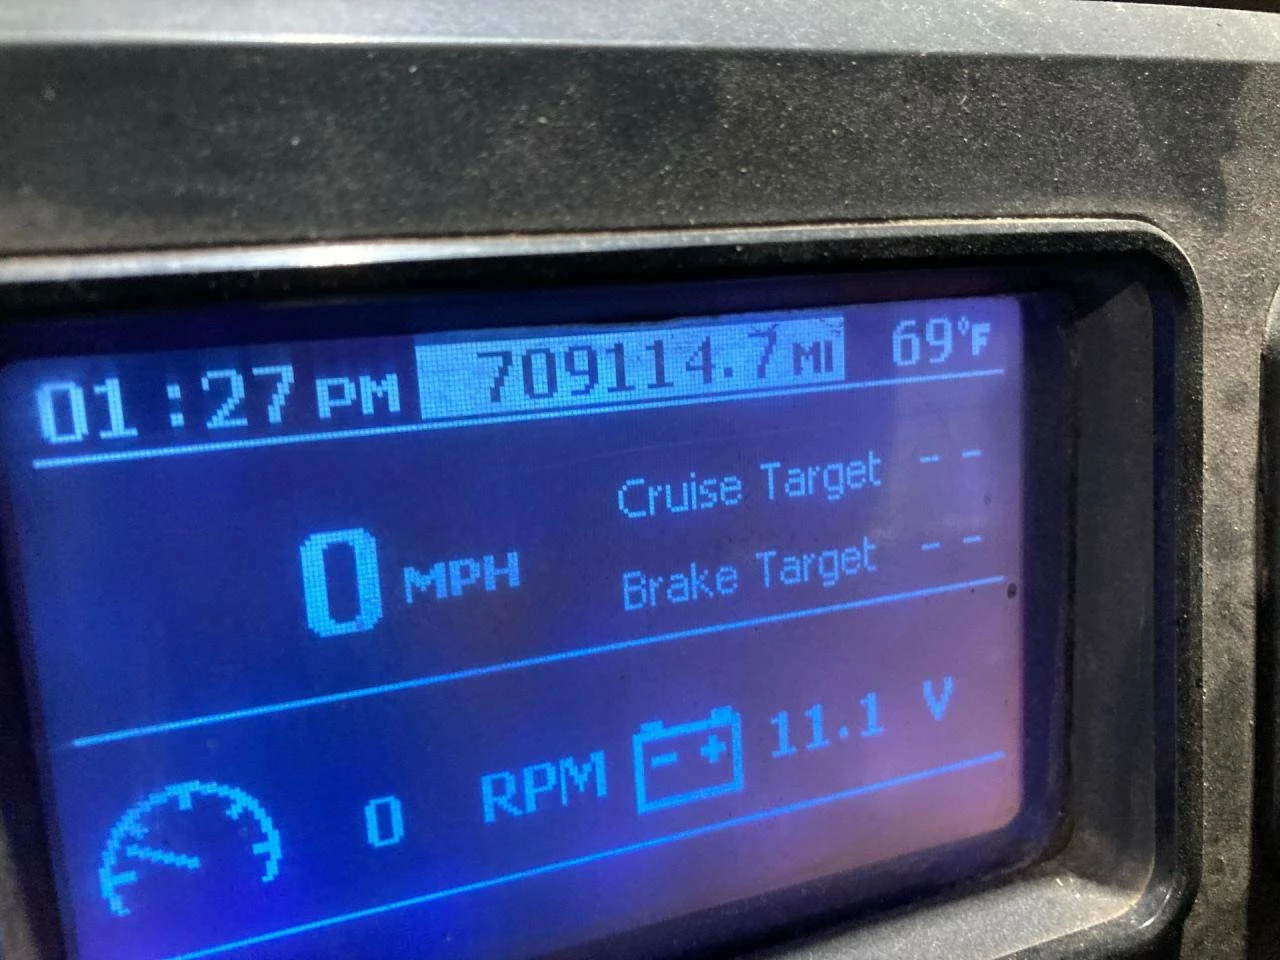 01:27 PM 709114.7 MI 69°F
Cruise Target - -
0 MPH
Brake Target - -
0 RPM - + 11.1 V